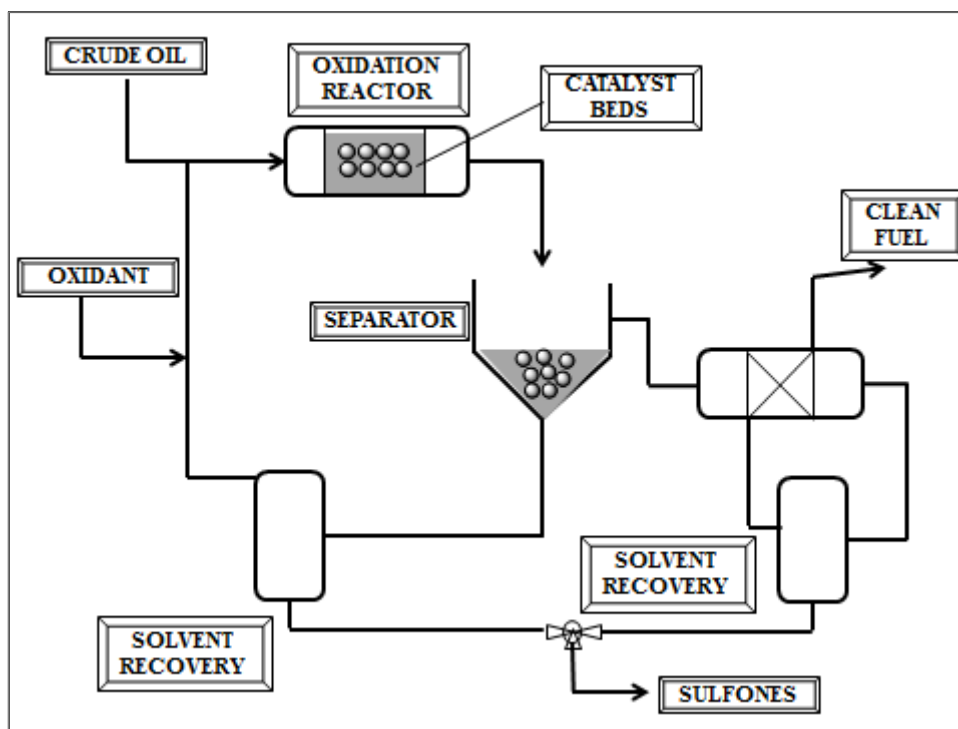 CRUDE OIL
OXIDATION
REACTOR
CATALYST
BEDS
CLEAN
FUEL
OXIDANT
SEPARATOR
SOLVENT
RECOVERY
SOLVENT
RECOVERY
SULFONES